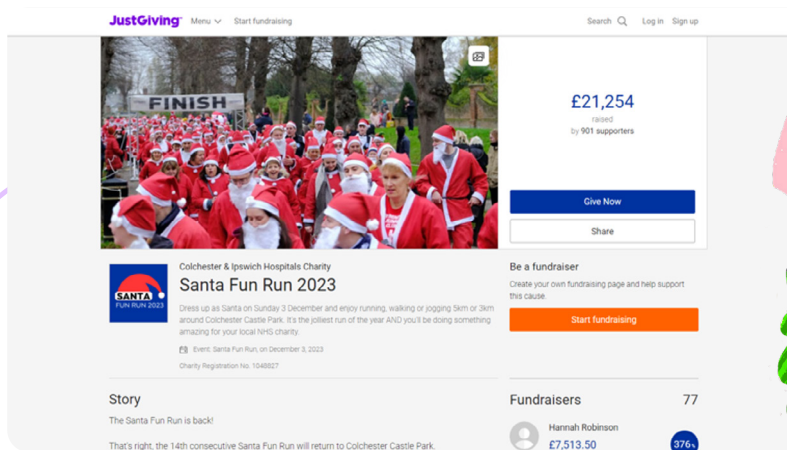 JustGiving™ Menu Start fundraising Search Log in Sign up
FINISH
£21,254
raised
by 901 supporters
Give Now
Share
Colchester & Ipswich Hospitals Charity
Santa Fun Run 2023
SANTA
FUN RUN 2023
Dress up as Santa on Sunday 3 December and enjoy running, walking or jogging 5km or 3km
around Colchester Castle Park. It's the jolliest run of the year AND you'll be doing something
amazing for your local NHS charity.
Event: Santa Fun Run, on December 3, 2023
Charity Registration No. 1048827
Be a fundraiser
Create your own fundraising page and help support
this cause.
Start fundraising
Story
The Santa Fun Run is back!
That's right, the 14th consecutive Santa Fun Run will return to Colchester Castle Park.
Fundraisers 77
Hannah Robinson
£7,513.50
376%